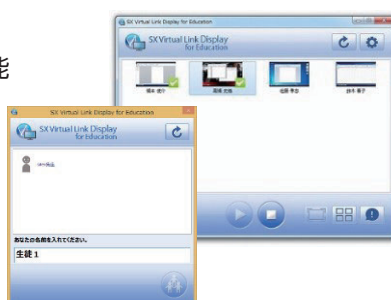 能
SX Virtual Link Display for Education
SX Virtual Link Display
for Education
SX Virtual Link Display for Education
SX Virtual Link Display
for Education
あなたの名前を入れてください。
生徒 1